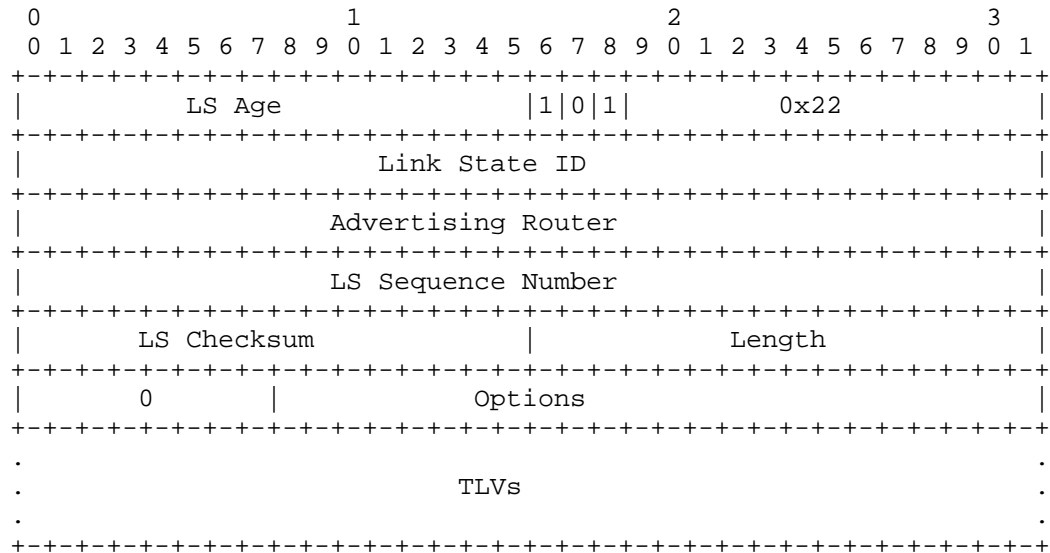 0                   1                   2                   3
 0 1 2 3 4 5 6 7 8 9 0 1 2 3 4 5 6 7 8 9 0 1 2 3 4 5 6 7 8 9 0 1
+-+-+-+-+-+-+-+-+-+-+-+-+-+-+-+-+-+-+-+-+-+-+-+-+-+-+-+-+-+-+-+-+
|          LS Age               |1|0|1|         0x22            |
+-+-+-+-+-+-+-+-+-+-+-+-+-+-+-+-+-+-+-+-+-+-+-+-+-+-+-+-+-+-+-+-+
|                      Link State ID                            |
+-+-+-+-+-+-+-+-+-+-+-+-+-+-+-+-+-+-+-+-+-+-+-+-+-+-+-+-+-+-+-+-+
|                   Advertising Router                          |
+-+-+-+-+-+-+-+-+-+-+-+-+-+-+-+-+-+-+-+-+-+-+-+-+-+-+-+-+-+-+-+-+
|                   LS Sequence Number                          |
+-+-+-+-+-+-+-+-+-+-+-+-+-+-+-+-+-+-+-+-+-+-+-+-+-+-+-+-+-+-+-+-+
|       LS Checksum             |            Length             |
+-+-+-+-+-+-+-+-+-+-+-+-+-+-+-+-+-+-+-+-+-+-+-+-+-+-+-+-+-+-+-+-+
|       0       |            Options                            |
+-+-+-+-+-+-+-+-+-+-+-+-+-+-+-+-+-+-+-+-+-+-+-+-+-+-+-+-+-+-+-+-+
.                                                               .
.                           TLVs                                .
.                                                               .
+-+-+-+-+-+-+-+-+-+-+-+-+-+-+-+-+-+-+-+-+-+-+-+-+-+-+-+-+-+-+-+-+